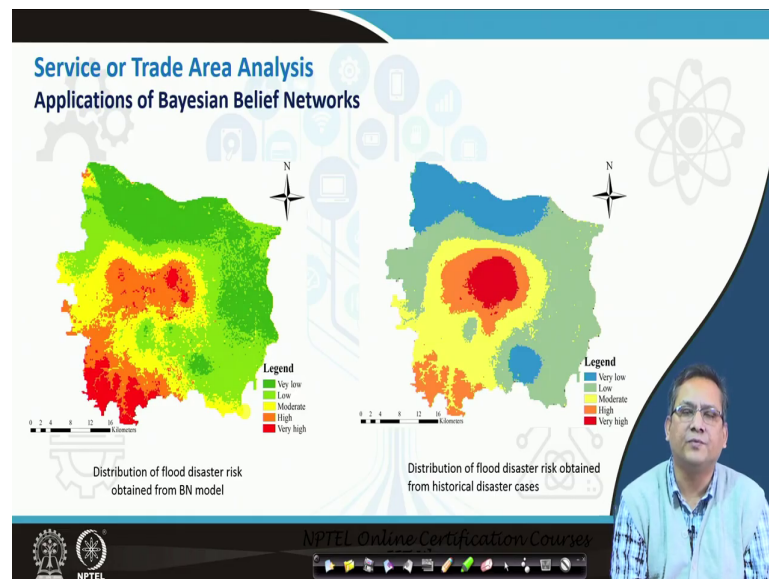 Service or Trade Area Analysis
Applications of Bayesian Belief Networks
N
Legend
Vey low
Low
Moderate
High
Very high
0 2 4 8 12 16
Kilometers
Distribution of flood disaster risk
obtained from BN model
N
Legend
Very low
Low
Moderate
High
Very high
0 2 4 8 12 16
Kilometers
Distribution of flood disaster risk obtained
from historical disaster cases
NPTEL Online Certification Courses
NPTEL